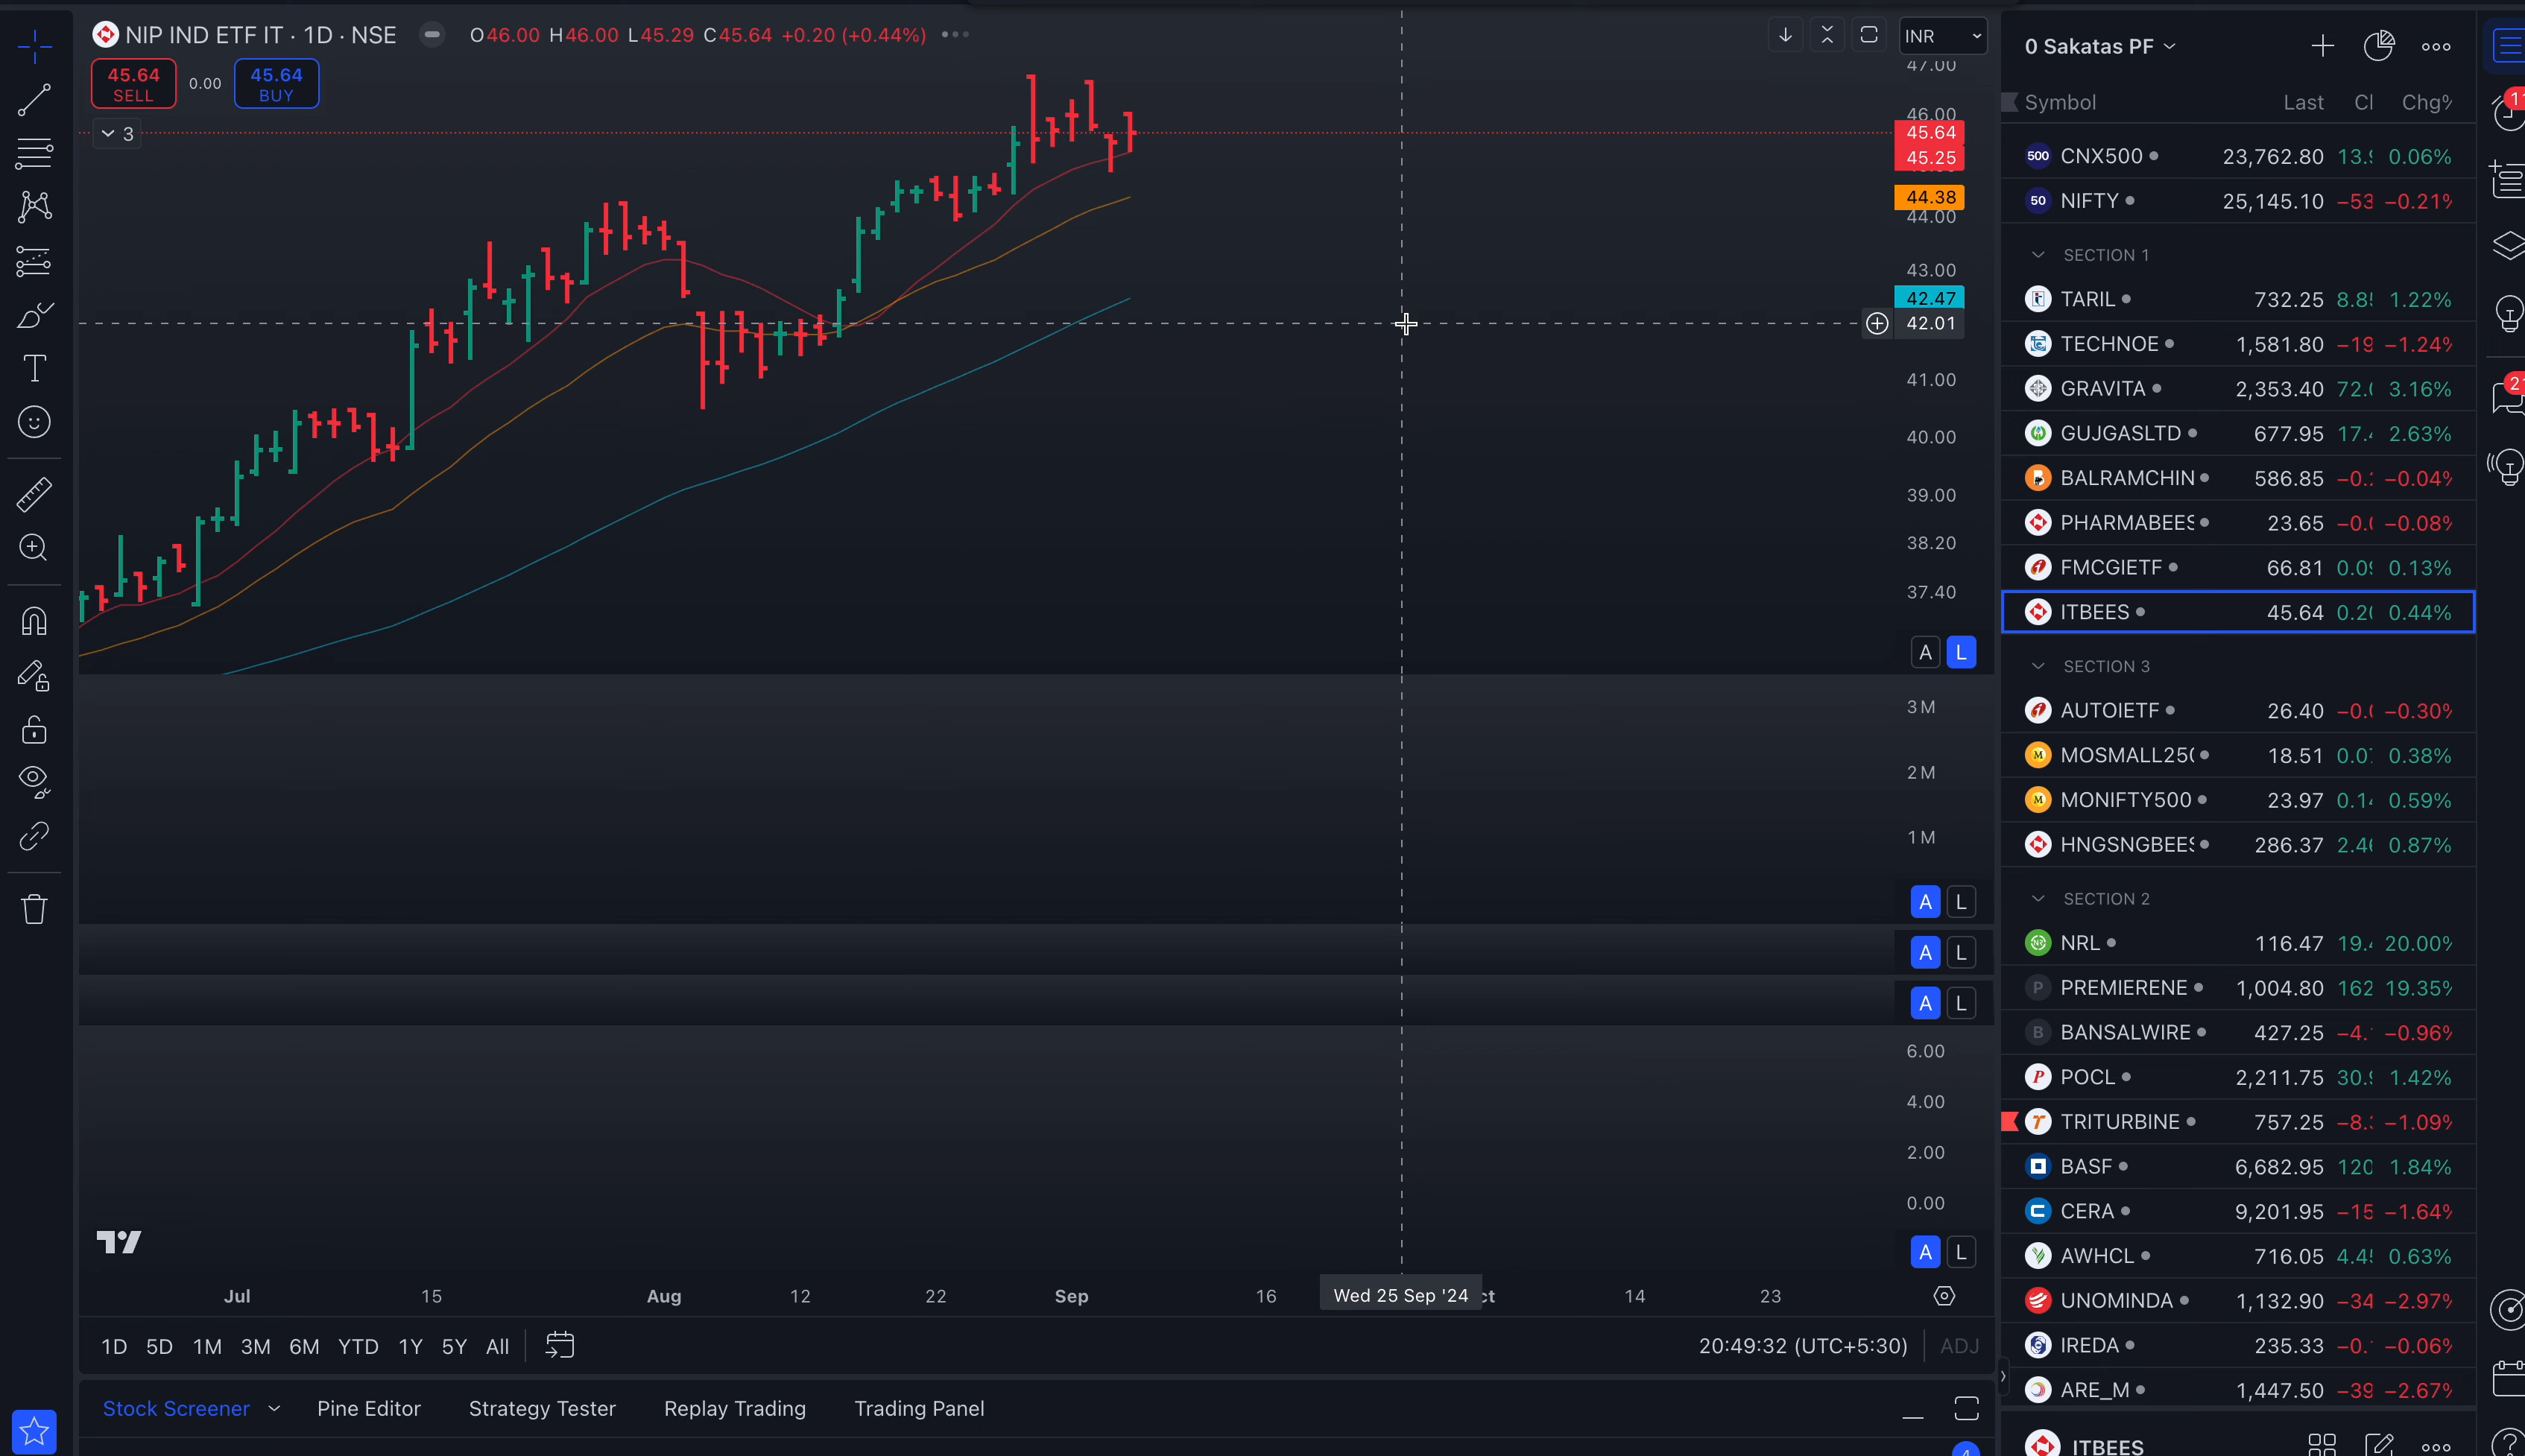 NIP IND ETF IT · 1D · NSE
O46.00 H46.00 L45.29 C45.64 +0.20 (+0.44%)
INR
45.64
SELL
0.00
45.64
BUY
3
47.00
46.00
45.64
45.25
44.38
44.00
43.00
42.47
42.01
41.00
40.00
39.00
38.20
37.40
A L
3 M
2 M
1 M
A L
A L
A L
6.00
4.00
2.00
0.00
A L
Jul 15 Aug 12 22 Sep 16 Wed 25 Sep '24 14 23
1D 5D 1M 3M 6M YTD 1Y 5Y All
20:49:32 (UTC+5:30) ADJ
Stock Screener Pine Editor Strategy Tester Replay Trading Trading Panel
0 Sakatas PF
Symbol Last Chg%
500 CNX500 23,762.80 0.06%
50 NIFTY 25,145.10 −53 −0.21%
SECTION 1
TARIL 732.25 1.22%
TECHNOE 1,581.80 −19 −1.24%
GRAVITA 2,353.40 3.16%
GUJGASLTD 677.95 2.63%
BALRAMCHIN 586.85 −0.04%
PHARMABEES 23.65 −0.08%
FMCGIETF 66.81 0.13%
ITBEES 45.64 0.44%
SECTION 3
AUTOIETF 26.40 −0.30%
MOSMALL250 18.51 0.38%
MONIFTY500 23.97 0.59%
HNGSNGBEES 286.37 0.87%
SECTION 2
NRL 116.47 20.00%
P PREMIERENE 1,004.80 162 19.35%
B BANSALWIRE 427.25 −0.96%
POCL 2,211.75 1.42%
TRITURBINE 757.25 −1.09%
BASF 6,682.95 120 1.84%
CERA 9,201.95 −15 −1.64%
AWHCL 716.05 0.63%
UNOMINDA 1,132.90 −34 −2.97%
IREDA 235.33 −0.06%
ARE_M 1,447.50 −39 −2.67%
ITBEES